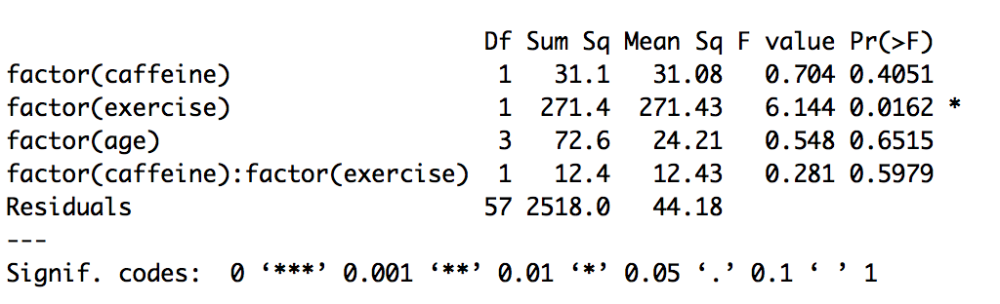 Df Sum Sq Mean Sq F value Pr(>F)
factor(caffeine) 1 31.1 31.08 0.704 0.4051
factor(exercise) 1 271.4 271.43 6.144 0.0162 *
factor(age) 3 72.6 24.21 0.548 0.6515
factor(caffeine):factor(exercise) 1 12.4 12.43 0.281 0.5979
Residuals 57 2518.0 44.18
---
Signif. codes: 0 ‘***’ 0.001 ‘**’ 0.01 ‘*’ 0.05 ‘.’ 0.1 ‘ ’ 1